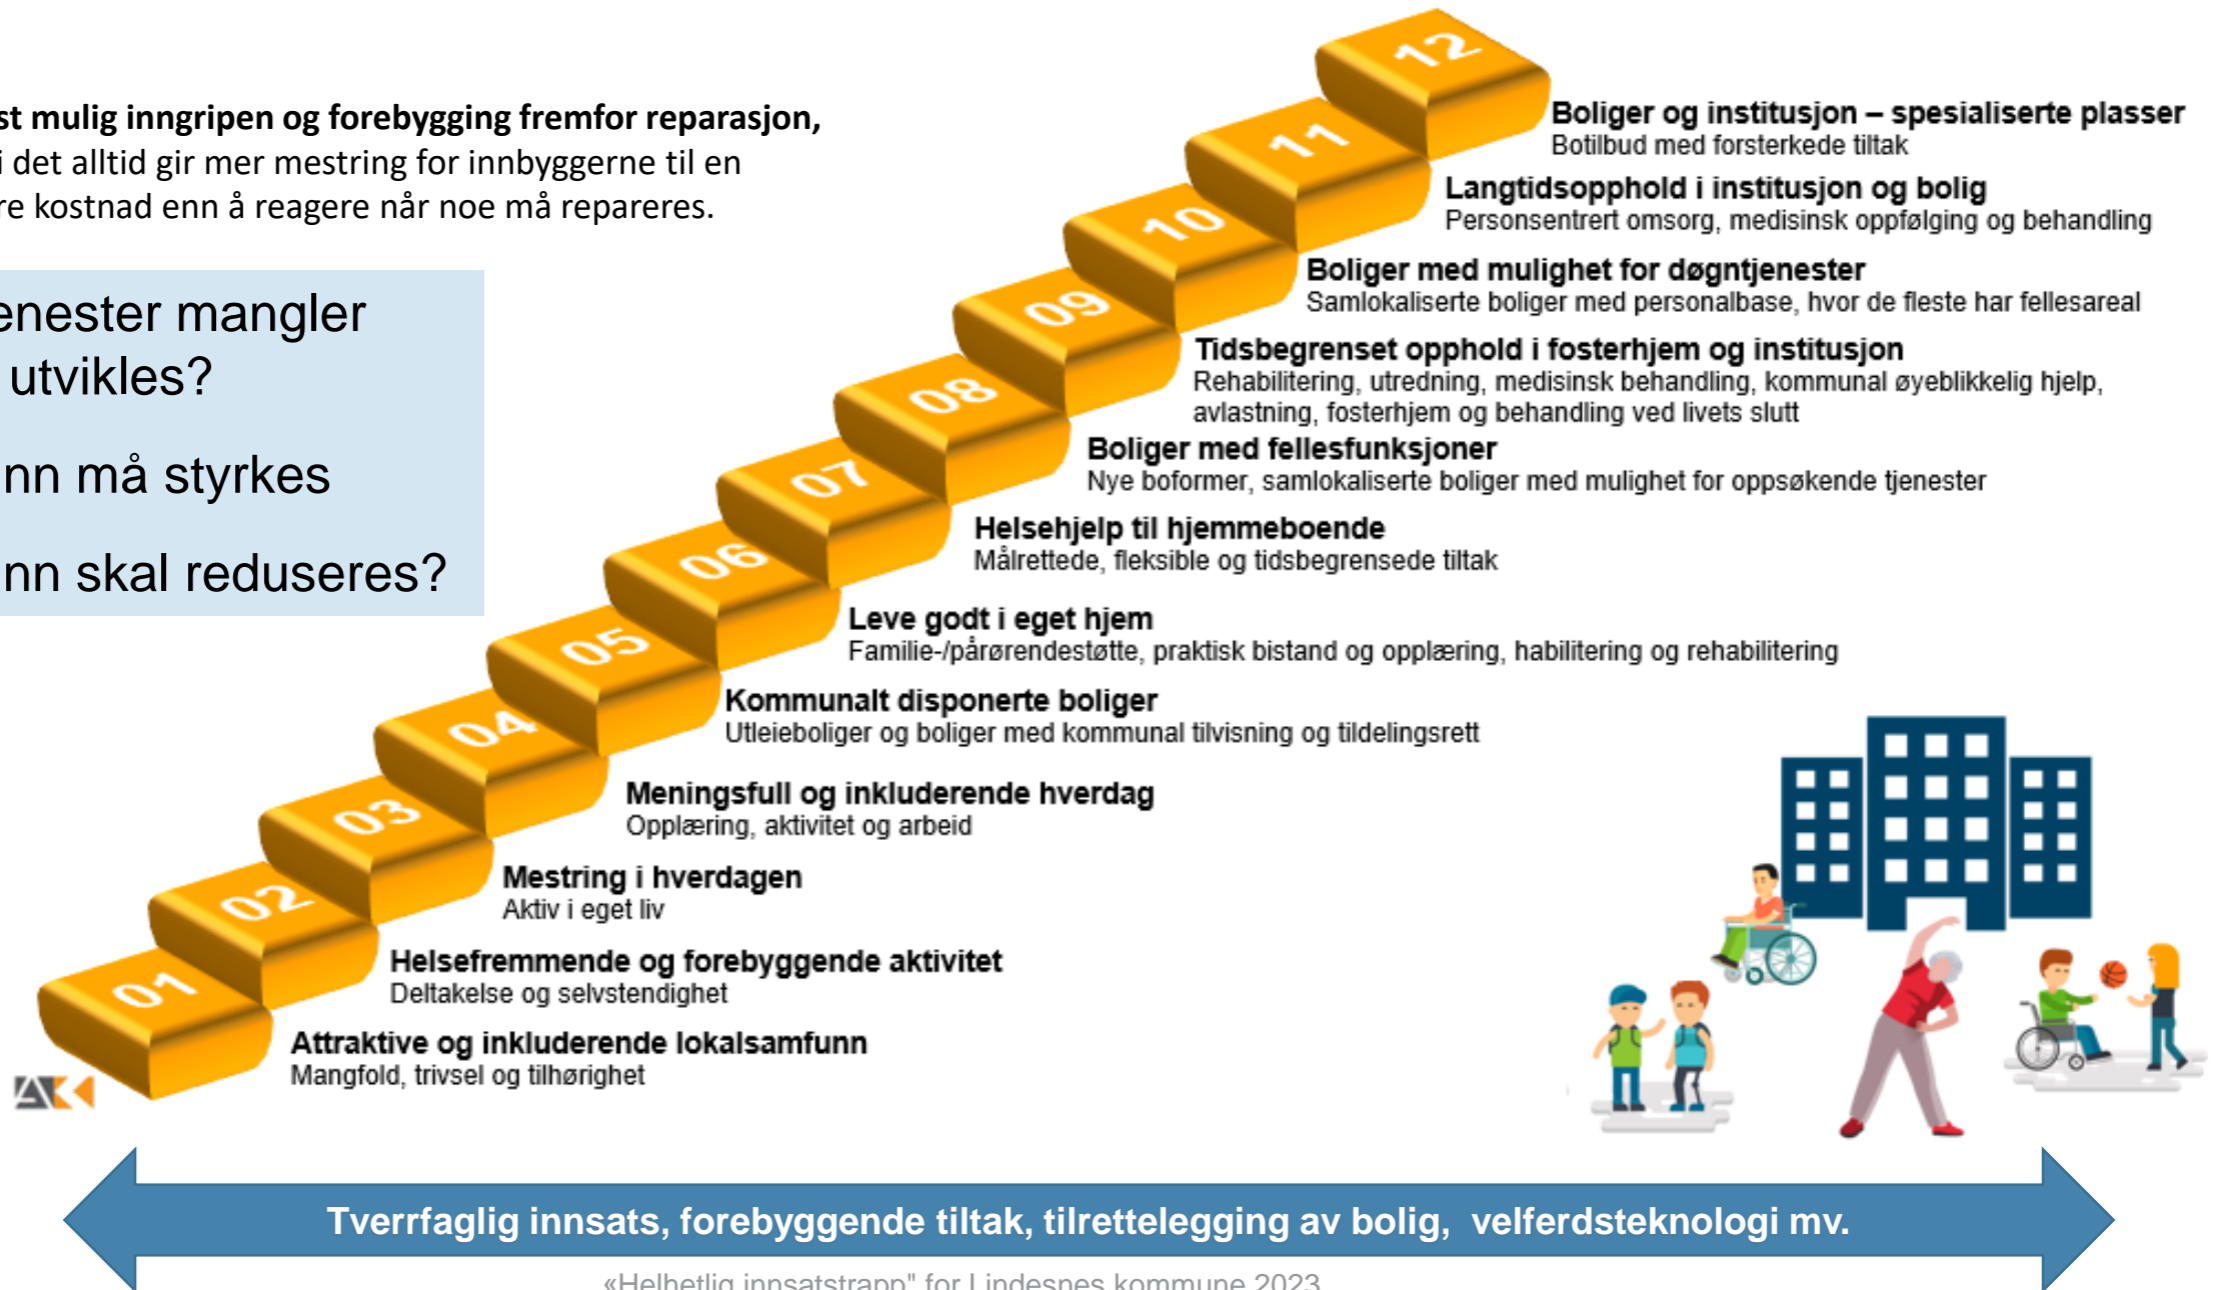 st mulig inngripen og forebygging fremfor reparasjon,
i det alltid gir mer mestring for innbyggerne til en
re kostnad enn å reagere når noe må repareres.
enester mangler
utvikles?
nn må styrkes
nn skal reduseres?
12
Boliger og institusjon – spesialiserte plasser
Botilbud med forsterkede tiltak
11
Langtidsopphold i institusjon og bolig
Personsentrert omsorg, medisinsk oppfølging og behandling
10
Boliger med mulighet for døgntjenester
Samlokaliserte boliger med personalbase, hvor de fleste har fellesareal
09
Tidsbegrenset opphold i fosterhjem og institusjon
Rehabilitering, utredning, medisinsk behandling, kommunal øyeblikkelig hjelp,
avlastning, fosterhjem og behandling ved livets slutt
08
Boliger med fellesfunksjoner
Nye boformer, samlokaliserte boliger med mulighet for oppsøkende tjenester
07
Helsehjelp til hjemmeboende
Målrettede, fleksible og tidsbegrensede tiltak
06
Leve godt i eget hjem
Familie-/pårørendestøtte, praktisk bistand og opplæring, habilitering og rehabilitering
05
Kommunalt disponerte boliger
Utleieboliger og boliger med kommunal tilvisning og tildelingsrett
04
Meningsfull og inkluderende hverdag
Opplæring, aktivitet og arbeid
03
Mestring i hverdagen
Aktiv i eget liv
02
Helsefremmende og forebyggende aktivitet
Deltakelse og selvstendighet
01
Attraktive og inkluderende lokalsamfunn
Mangfold, trivsel og tilhørighet
Tverrfaglig innsats, forebyggende tiltak, tilrettelegging av bolig, velferdsteknologi mv.
«Helhetlig innsatstrapp" for Lindesnes kommune 2023